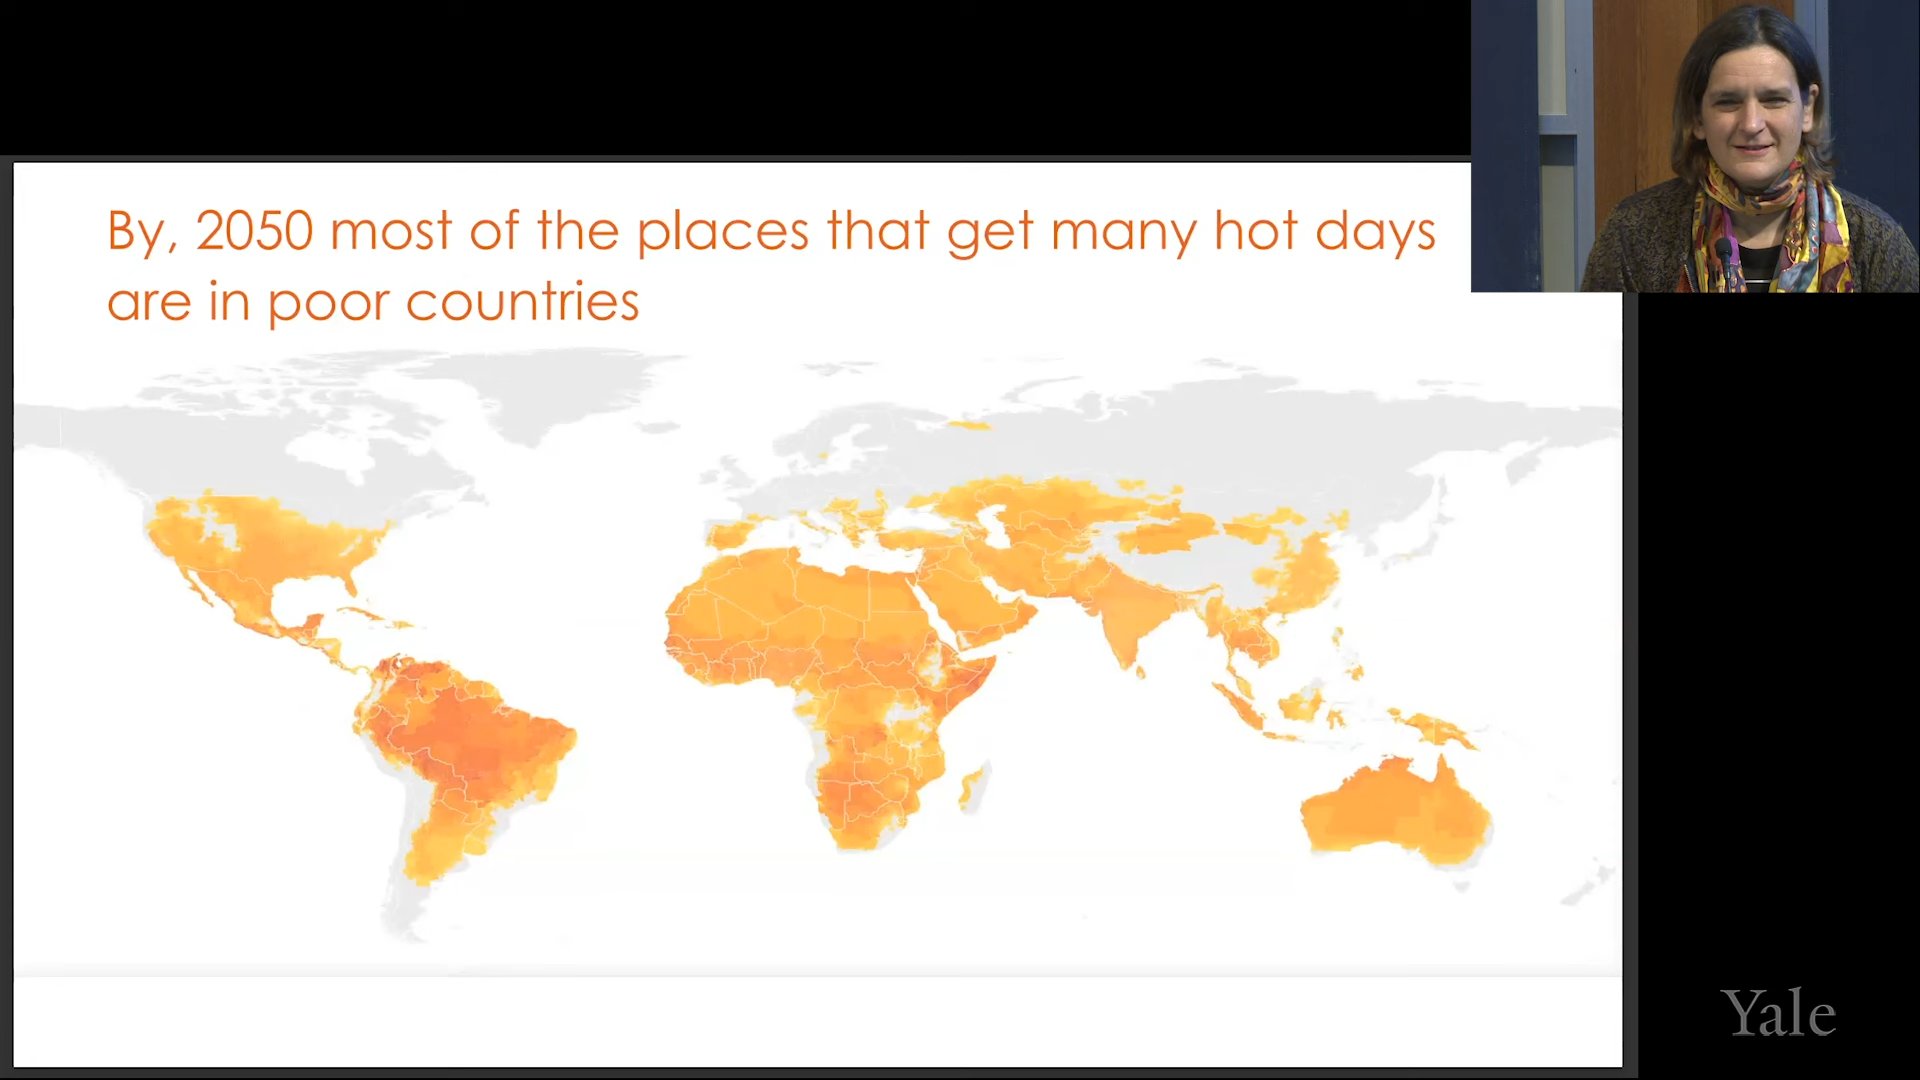 By, 2050 most of the places that get many hot days
are in poor countries
Yale